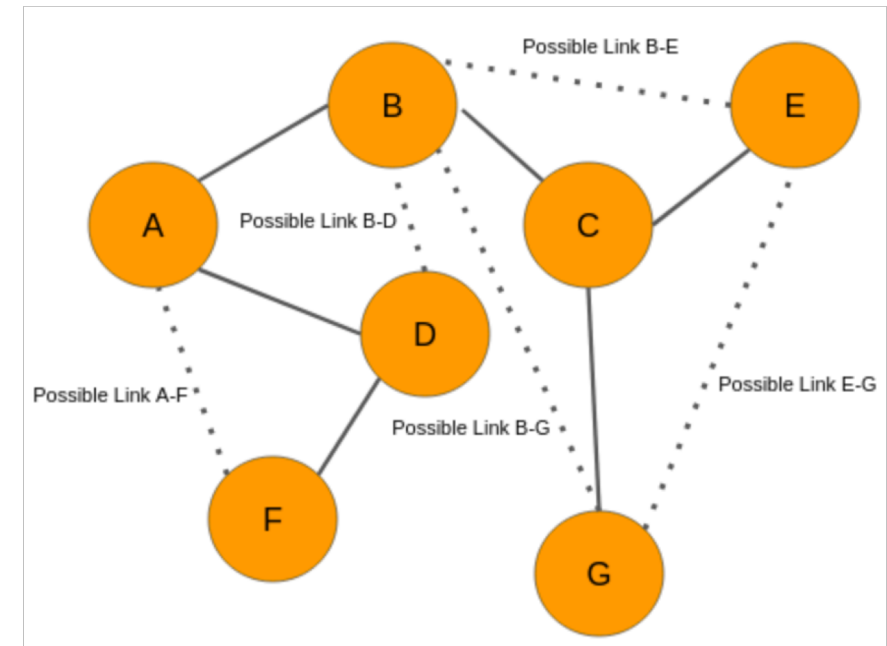 Possible Link B-E
B
E
A
Possible Link B-D
C
D
Possible Link E-G
Possible Link A-F
Possible Link B-G
F
G